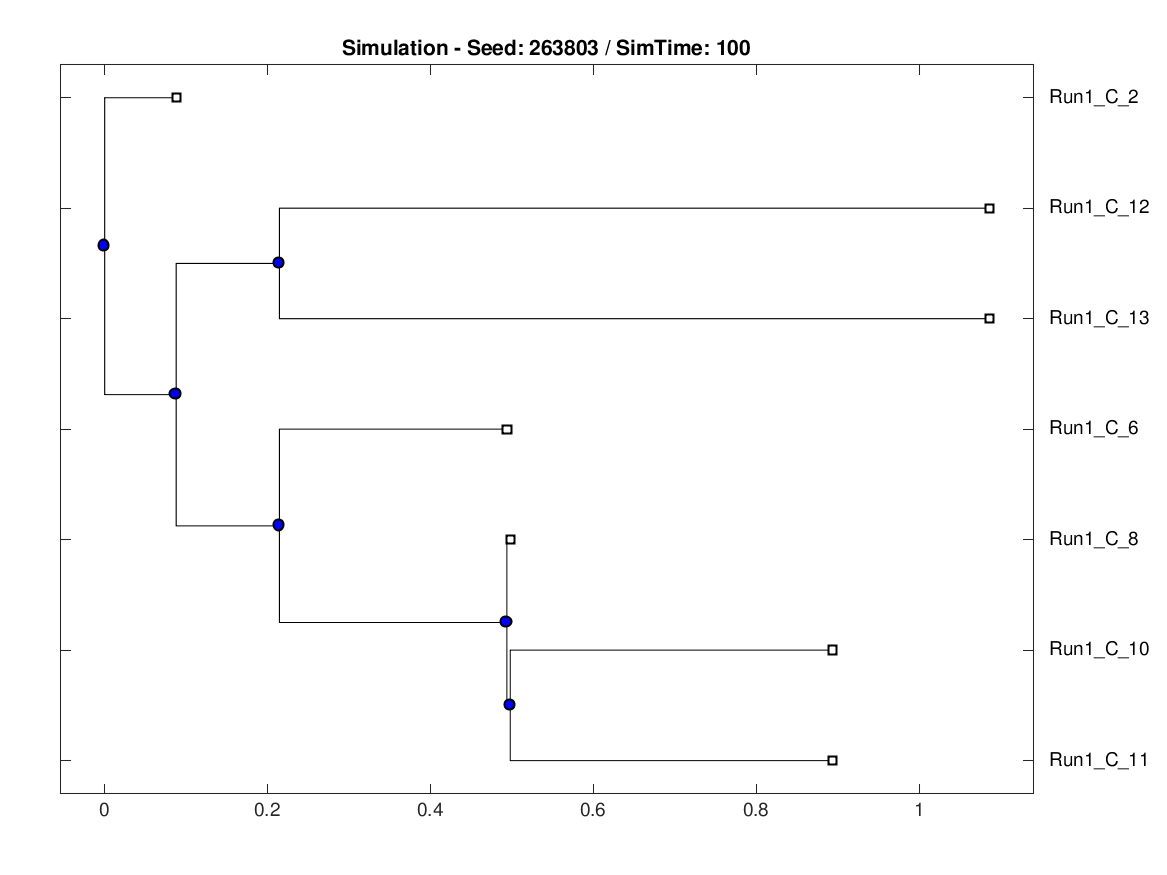 Simulation - Seed: 263803 / SimTime: 100
Run1_C_2
Run1_C_12
Run1_C_13
Run1_C_6
Run1_C_8
Run1_C_10
Run1_C_11
0 0.2 0.4 0.6 0.8 1